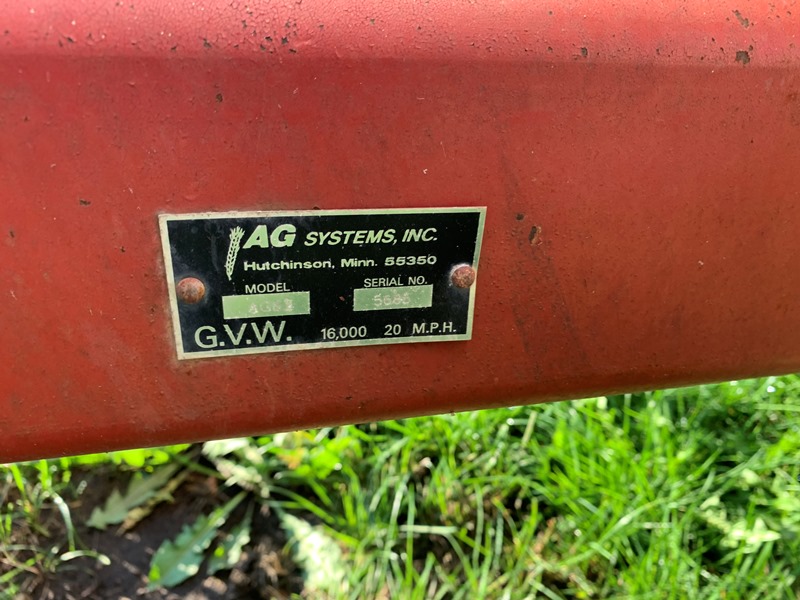 AG SYSTEMS, INC.
Hutchinson, Minn. 55350
MODEL SERIAL NO.
G.V.W. 16,000 20 M.P.H.